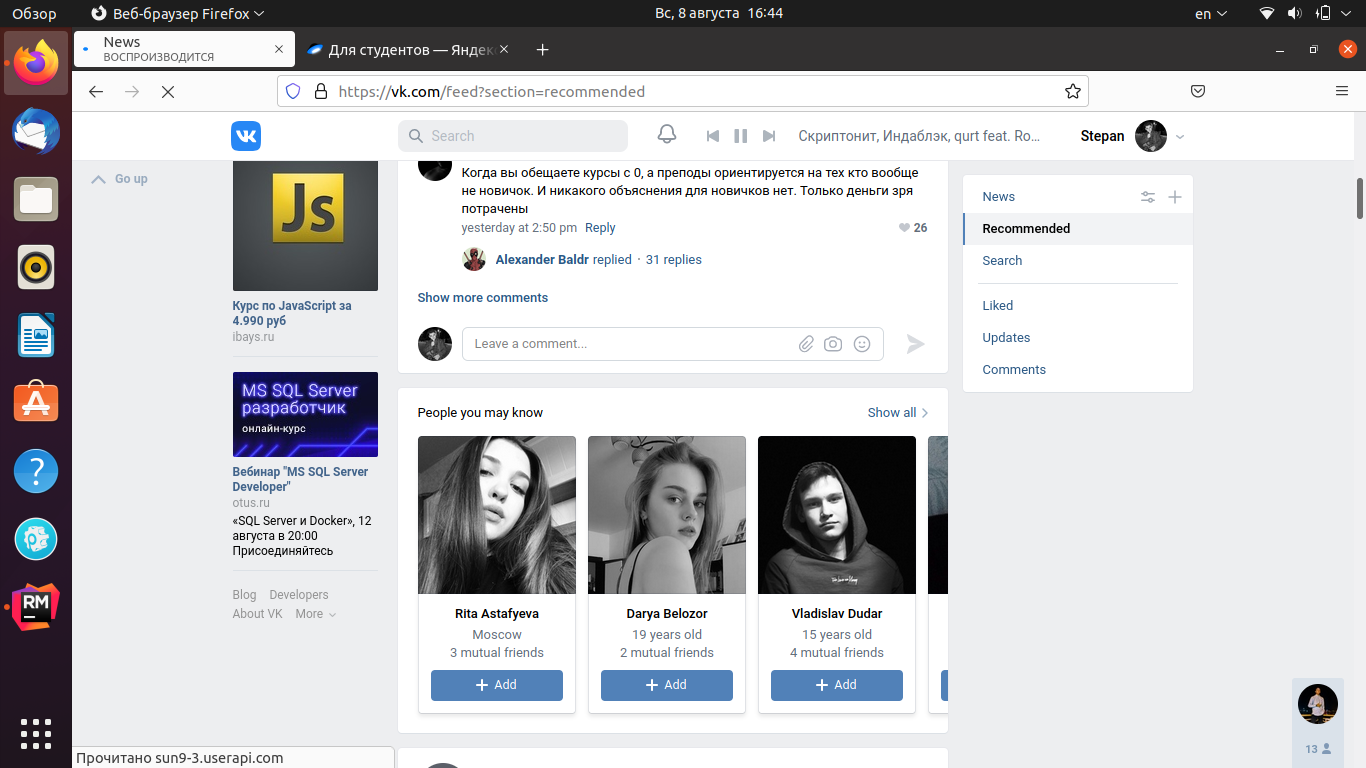 Обзор
Веб-браузер Firefox
Вс, 8 августа 16:44
en
News
ВОСПРОИЗВОДИТСЯ
Для студентов — Яндек
https://vk.com/feed?section=recommended
Search
Скриптонит, Индаблэк, qurt feat. Ro...
Stepan
Go up
JS
Курс по JavaScript за
4.990 руб
ibays.ru
MS SQL Server
разработчик
онлайн-курс
Вебинар "MS SQL Server
Developer"
otus.ru
«SQL Server и Docker», 12
августа в 20:00
Присоединяйтесь
Blog Developers
About VK More
Когда вы обещаете курсы с 0, а преподы ориентируется на тех кто вообще
не новичок. И никакого объяснения для новичков нет. Только деньги зря
потрачены
yesterday at 2:50 pm Reply
26
Alexander Baldr replied · 31 replies
Show more comments
Leave a comment...
People you may know
Show all
Rita Astafyeva
Moscow
3 mutual friends
Add
Darya Belozor
19 years old
2 mutual friends
Add
Vladislav Dudar
15 years old
4 mutual friends
Add
News
Recommended
Search
Liked
Updates
Comments
13
RM
Прочитано sun9-3.userapi.com